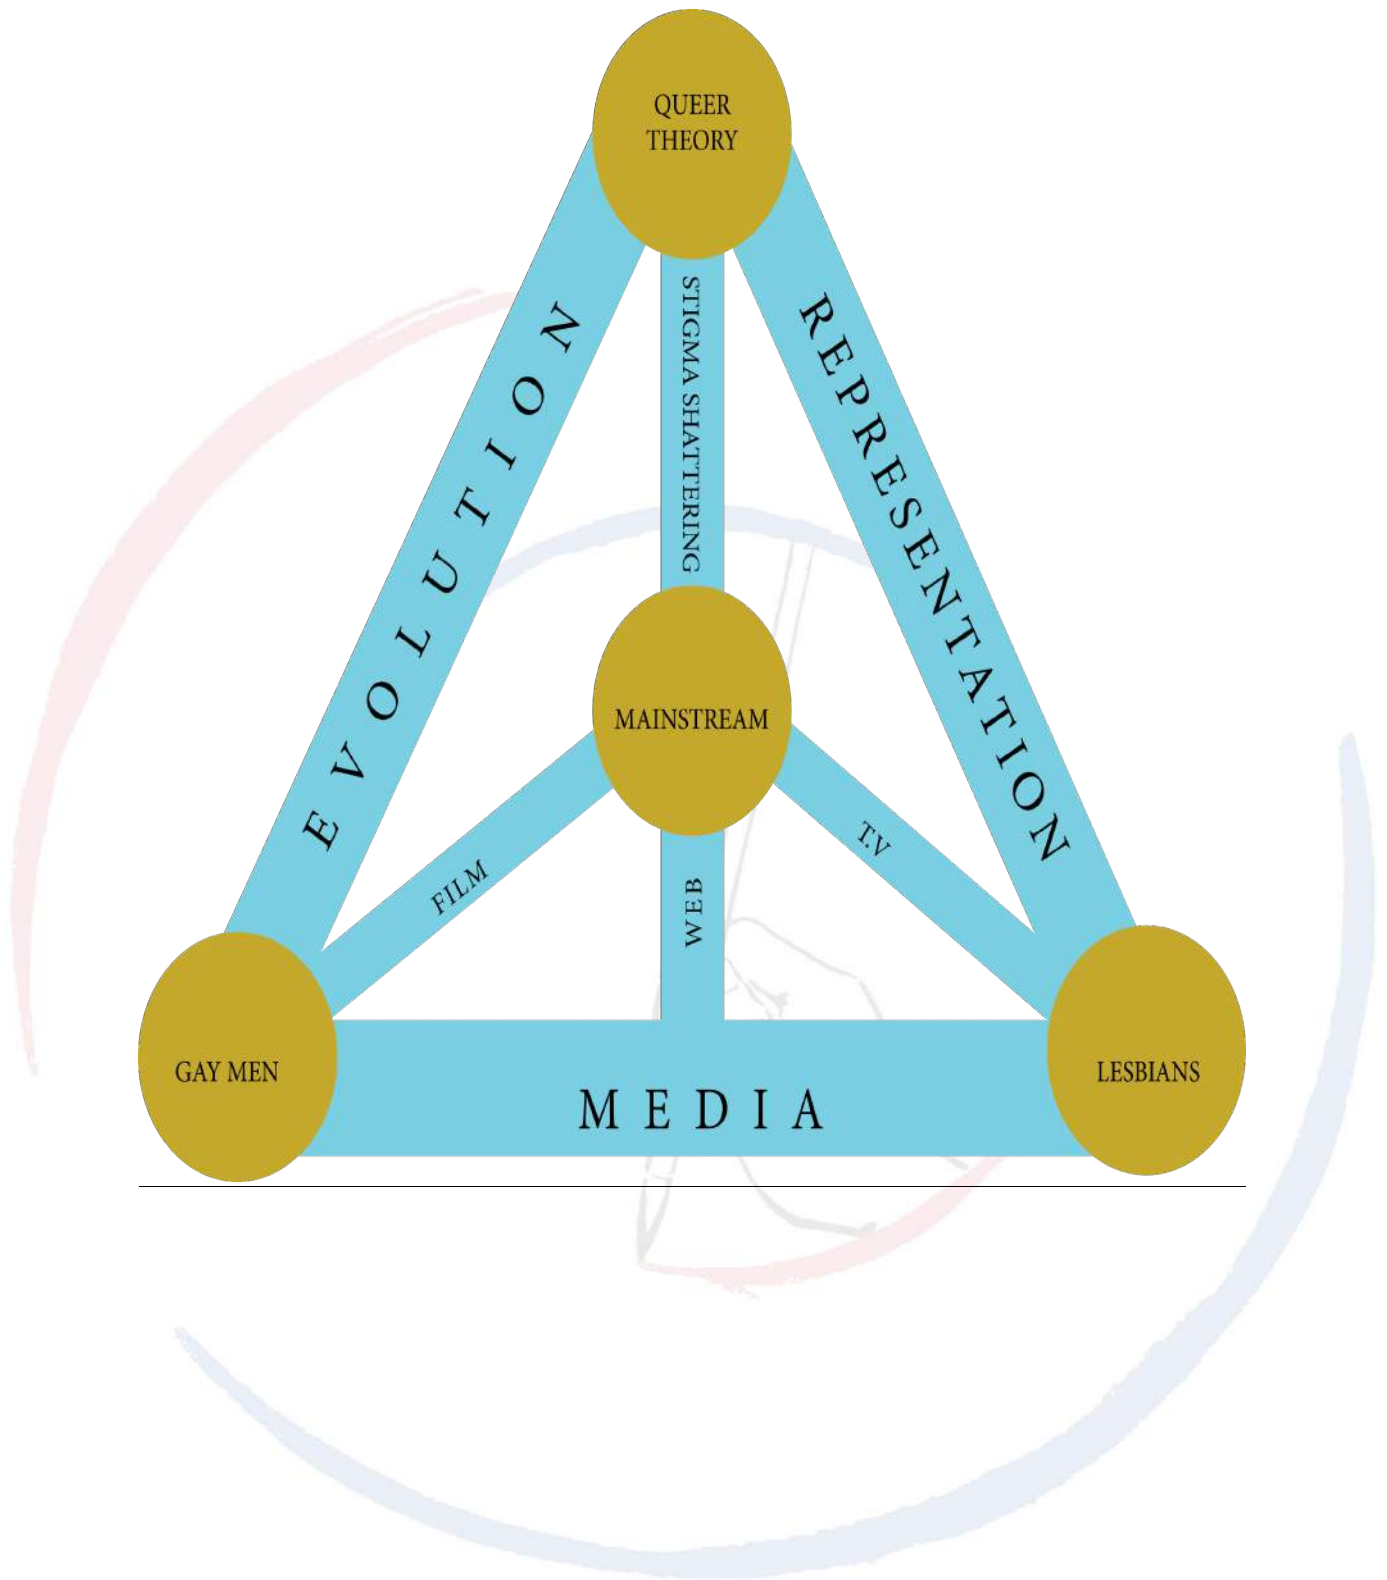 QUEER
THEORY
STIGMA SHATTERING
EVOLUTION
REPRESENTATION
MAINSTREAM
FILM
WEB
T.V
GAY MEN
LESBIANS
MEDIA